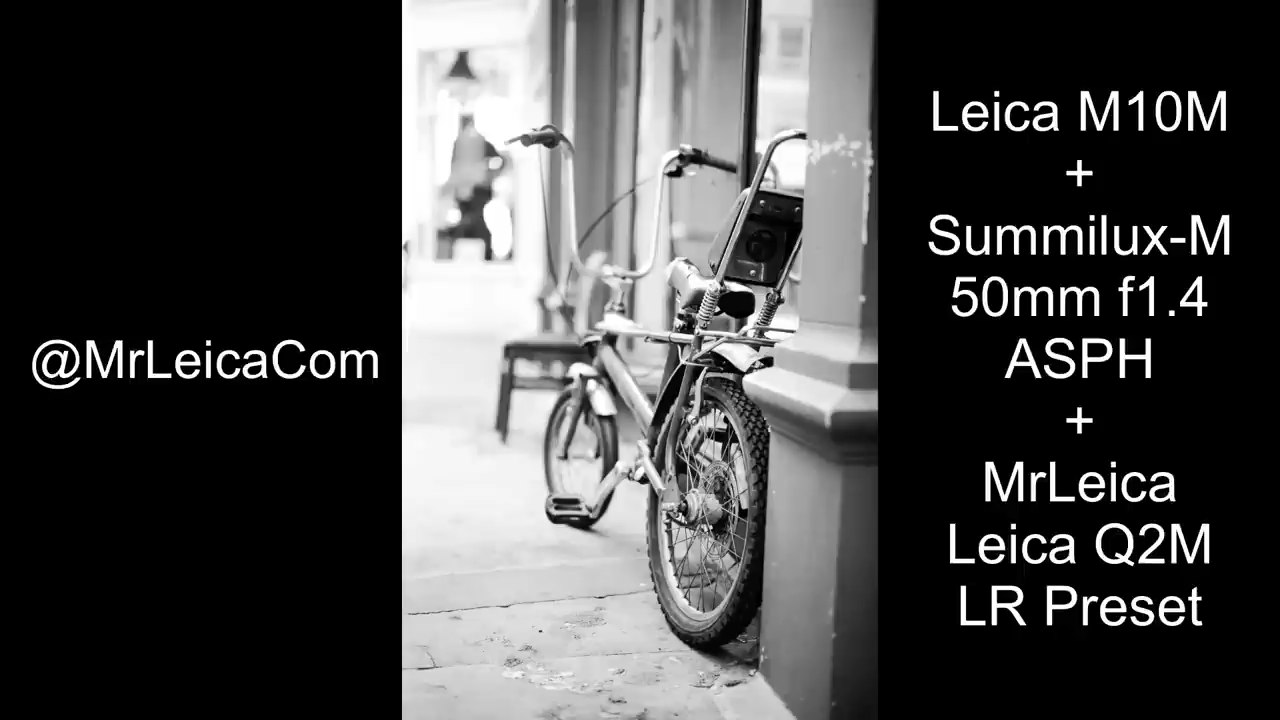 @MrLeicaCom
Leica M10M
+
Summilux-M
50mm f1.4
ASPH
+
MrLeica
Leica Q2M
LR Preset